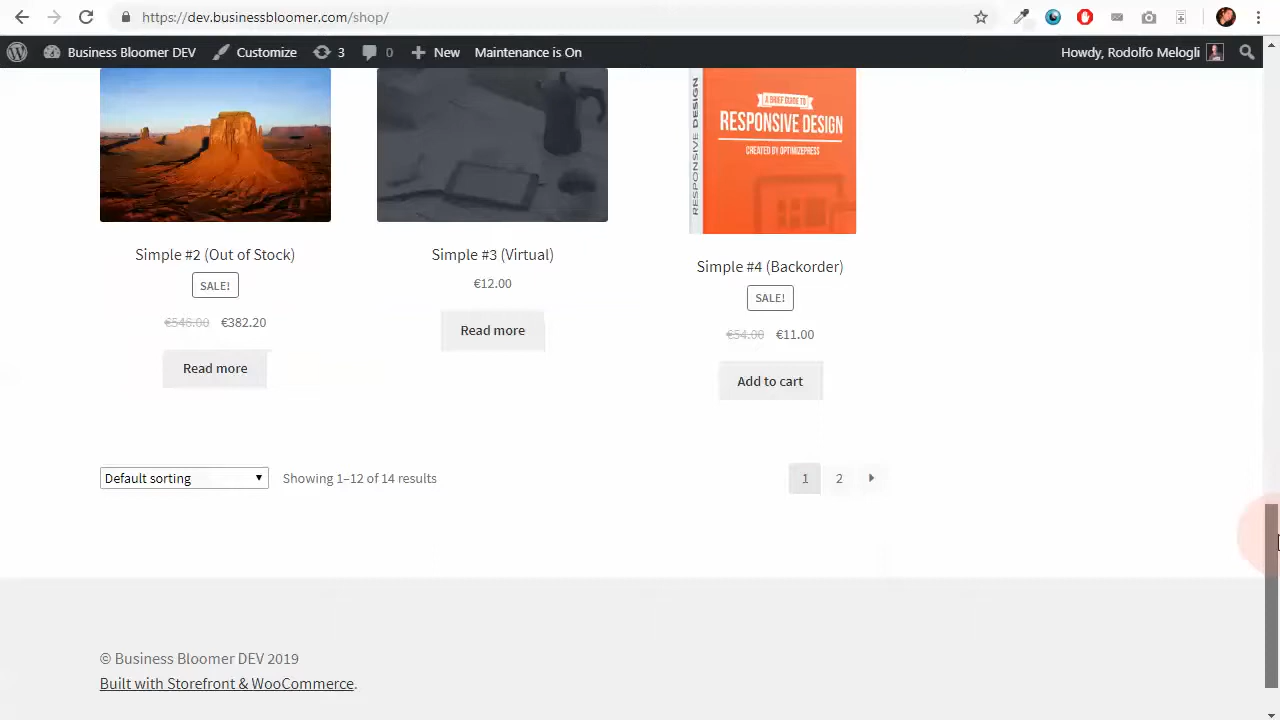 https://dev.businessbloomer.com/shop/
Business Bloomer DEV
Customize
3
0
New
Maintenance is On
Howdy, Rodolfo Melogli
A BRIEF GUIDE TO
RESPONSIVE DESIGN
CREATED BY OPTIMIZEPRESS
RESPONSIVE DESIGN
Simple #2 (Out of Stock)
SALE!
€546.00 €382.20
Read more
Simple #3 (Virtual)
€12.00
Read more
Simple #4 (Backorder)
SALE!
€54.00 €11.00
Add to cart
Default sorting
Showing 1–12 of 14 results
1
2
© Business Bloomer DEV 2019
Built with Storefront & WooCommerce.